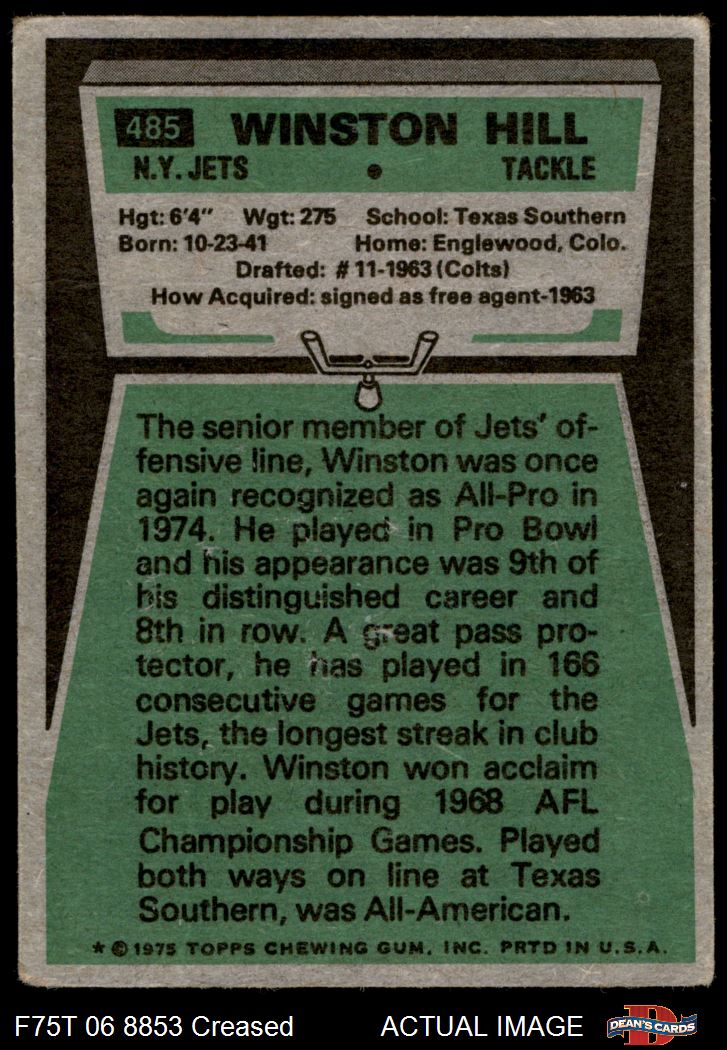 485 WINSTON HILL
N.Y. JETS • TACKLE
Hgt: 6'4" Wgt: 275 School: Texas Southern
Born: 10-23-41 Home: Englewood, Colo.
Drafted: # 11-1963 (Colts)
How Acquired: signed as free agent-1963
The senior member of Jets' of-
fensive line, Winston was once
again recognized as All-Pro in
1974. He played in Pro Bowl
and his appearance was 9th of
his distinguished career and
8th in row. A great pass pro-
tector, he has played in 166
consecutive games for the
Jets, the longest streak in club
history. Winston won acclaim
for play during 1968 AFL
Championship Games. Played
both ways on line at Texas
Southern, was All-American.
* © 1975 TOPPS CHEWING GUM, INC. PRTD IN U.S.A.
F75T 06 8853 Creased ACTUAL IMAGE D DEAN'S CARDS